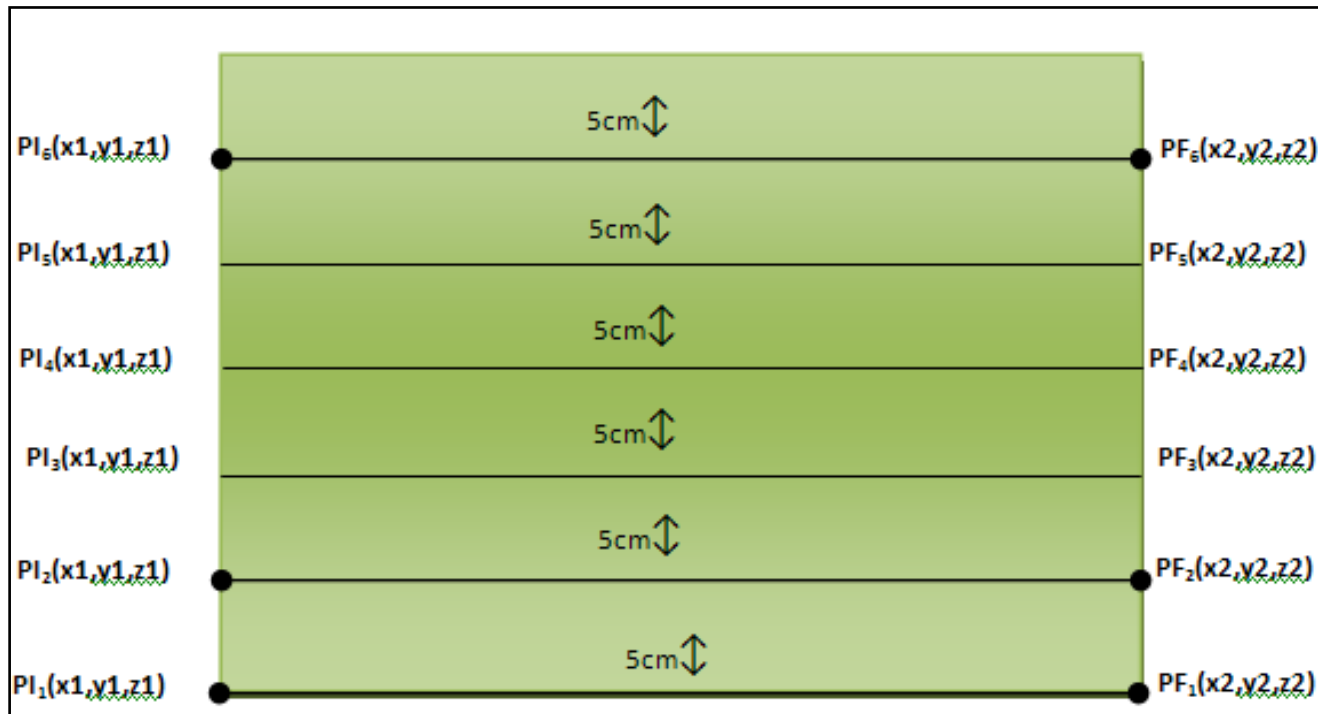 5cm
PI₆(x1,y1,z1) PF₆(x2,y2,z2)
5cm
PI₅(x1,y1,z1) PF₅(x2,y2,z2)
5cm
PI₄(x1,y1,z1) PF₄(x2,y2,z2)
5cm
PI₃(x1,y1,z1) PF₃(x2,y2,z2)
5cm
PI₂(x1,y1,z1) PF₂(x2,y2,z2)
5cm
PI₁(x1,y1,z1) PF₁(x2,y2,z2)